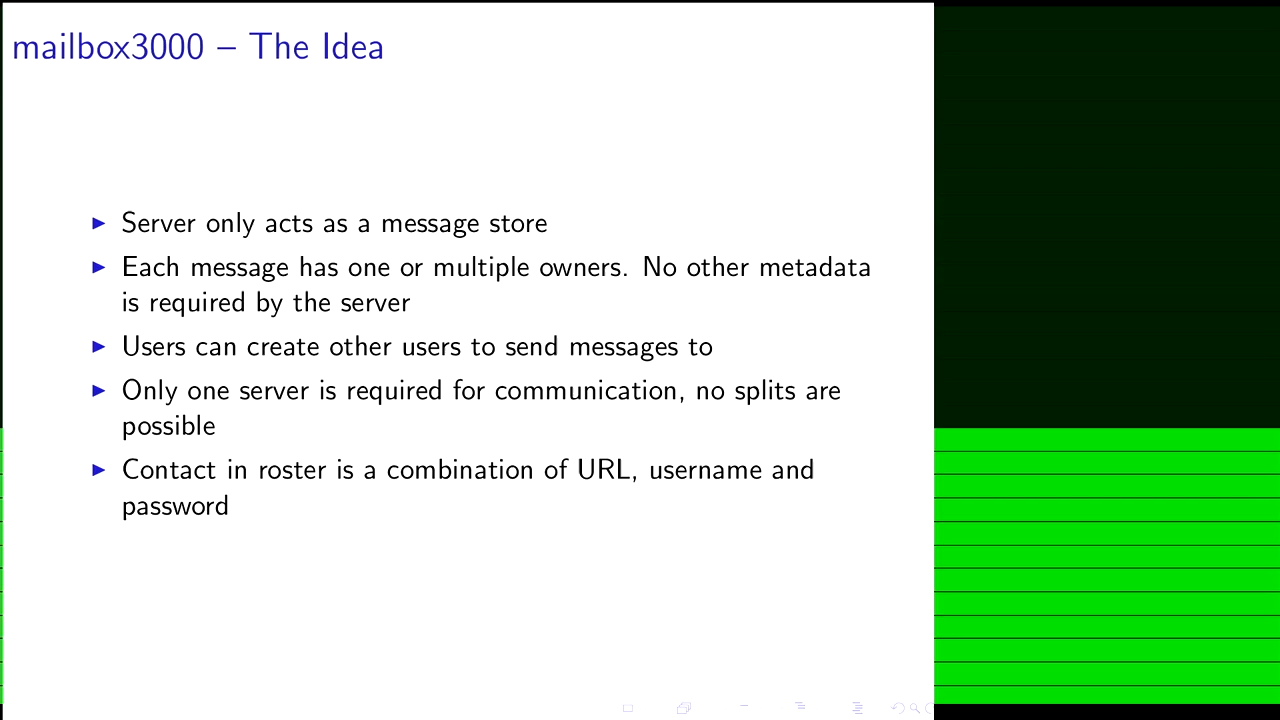 mailbox3000 – The Idea
Server only acts as a message store
Each message has one or multiple owners. No other metadata
is required by the server
Users can create other users to send messages to
Only one server is required for communication, no splits are
possible
Contact in roster is a combination of URL, username and
password